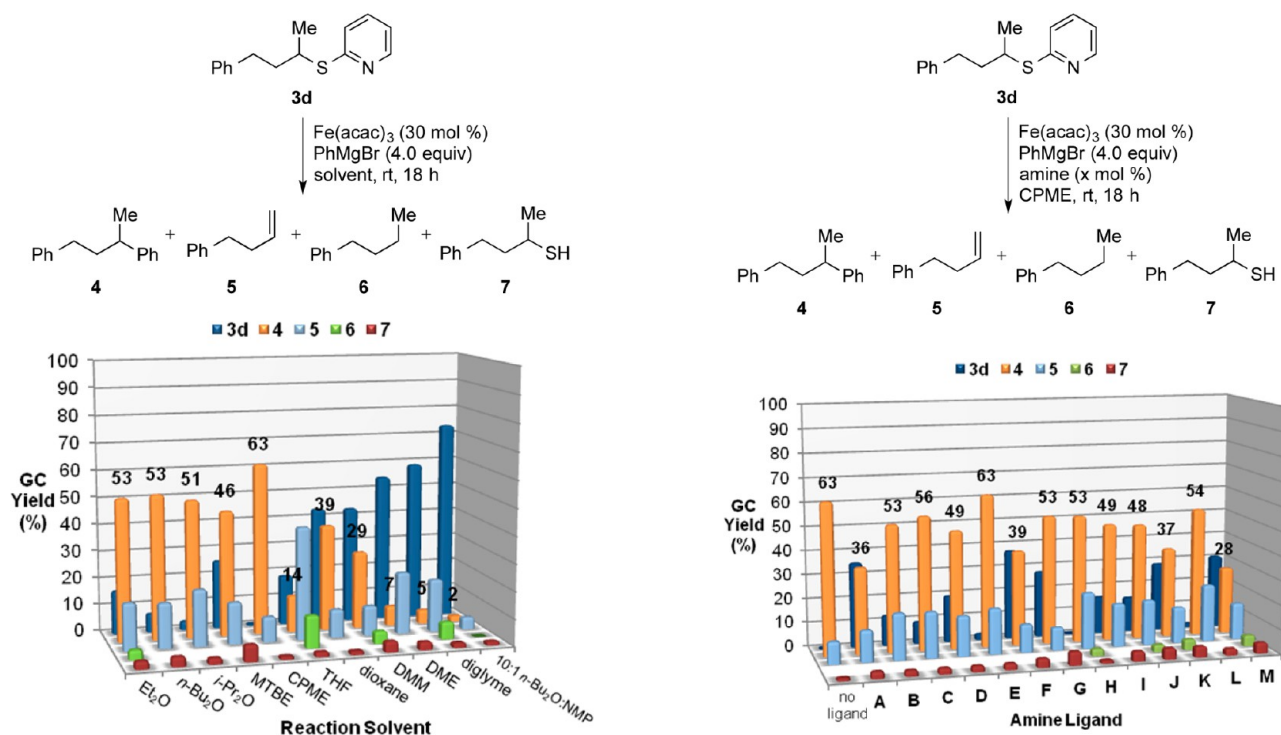 Me
Ph
S
N
3d
Fe(acac)3 (30 mol %)
PhMgBr (4.0 equiv)
solvent, rt, 18 h
Me
Ph
Ph
+
Ph
+
Me
Ph
+
Me
Ph
SH
4
5
6
7
3d 4 5 6 7
GC
Yield
(%)
100
90
80
70
60
50
40
30
20
10
0
53
53
51
46
63
14
39
29
7
5
2
Et2O
n-Bu2O
i-Pr2O
MTBE
CPME
THF
dioxane
DMM
DME
diglyme
10:1 n-Bu2O:NMP
Reaction Solvent
Me
Ph
S
N
3d
Fe(acac)3 (30 mol %)
PhMgBr (4.0 equiv)
amine (x mol %)
CPME, rt, 18 h
Me
Ph
Ph
+
Ph
+
Me
Ph
+
Me
Ph
SH
4
5
6
7
3d 4 5 6 7
GC
Yield
(%)
100
90
80
70
60
50
40
30
20
10
0
63
36
53
56
49
63
39
53
53
49
48
37
54
28
no
ligand
A
B
C
D
E
F
G
H
I
J
K
L
M
Amine Ligand